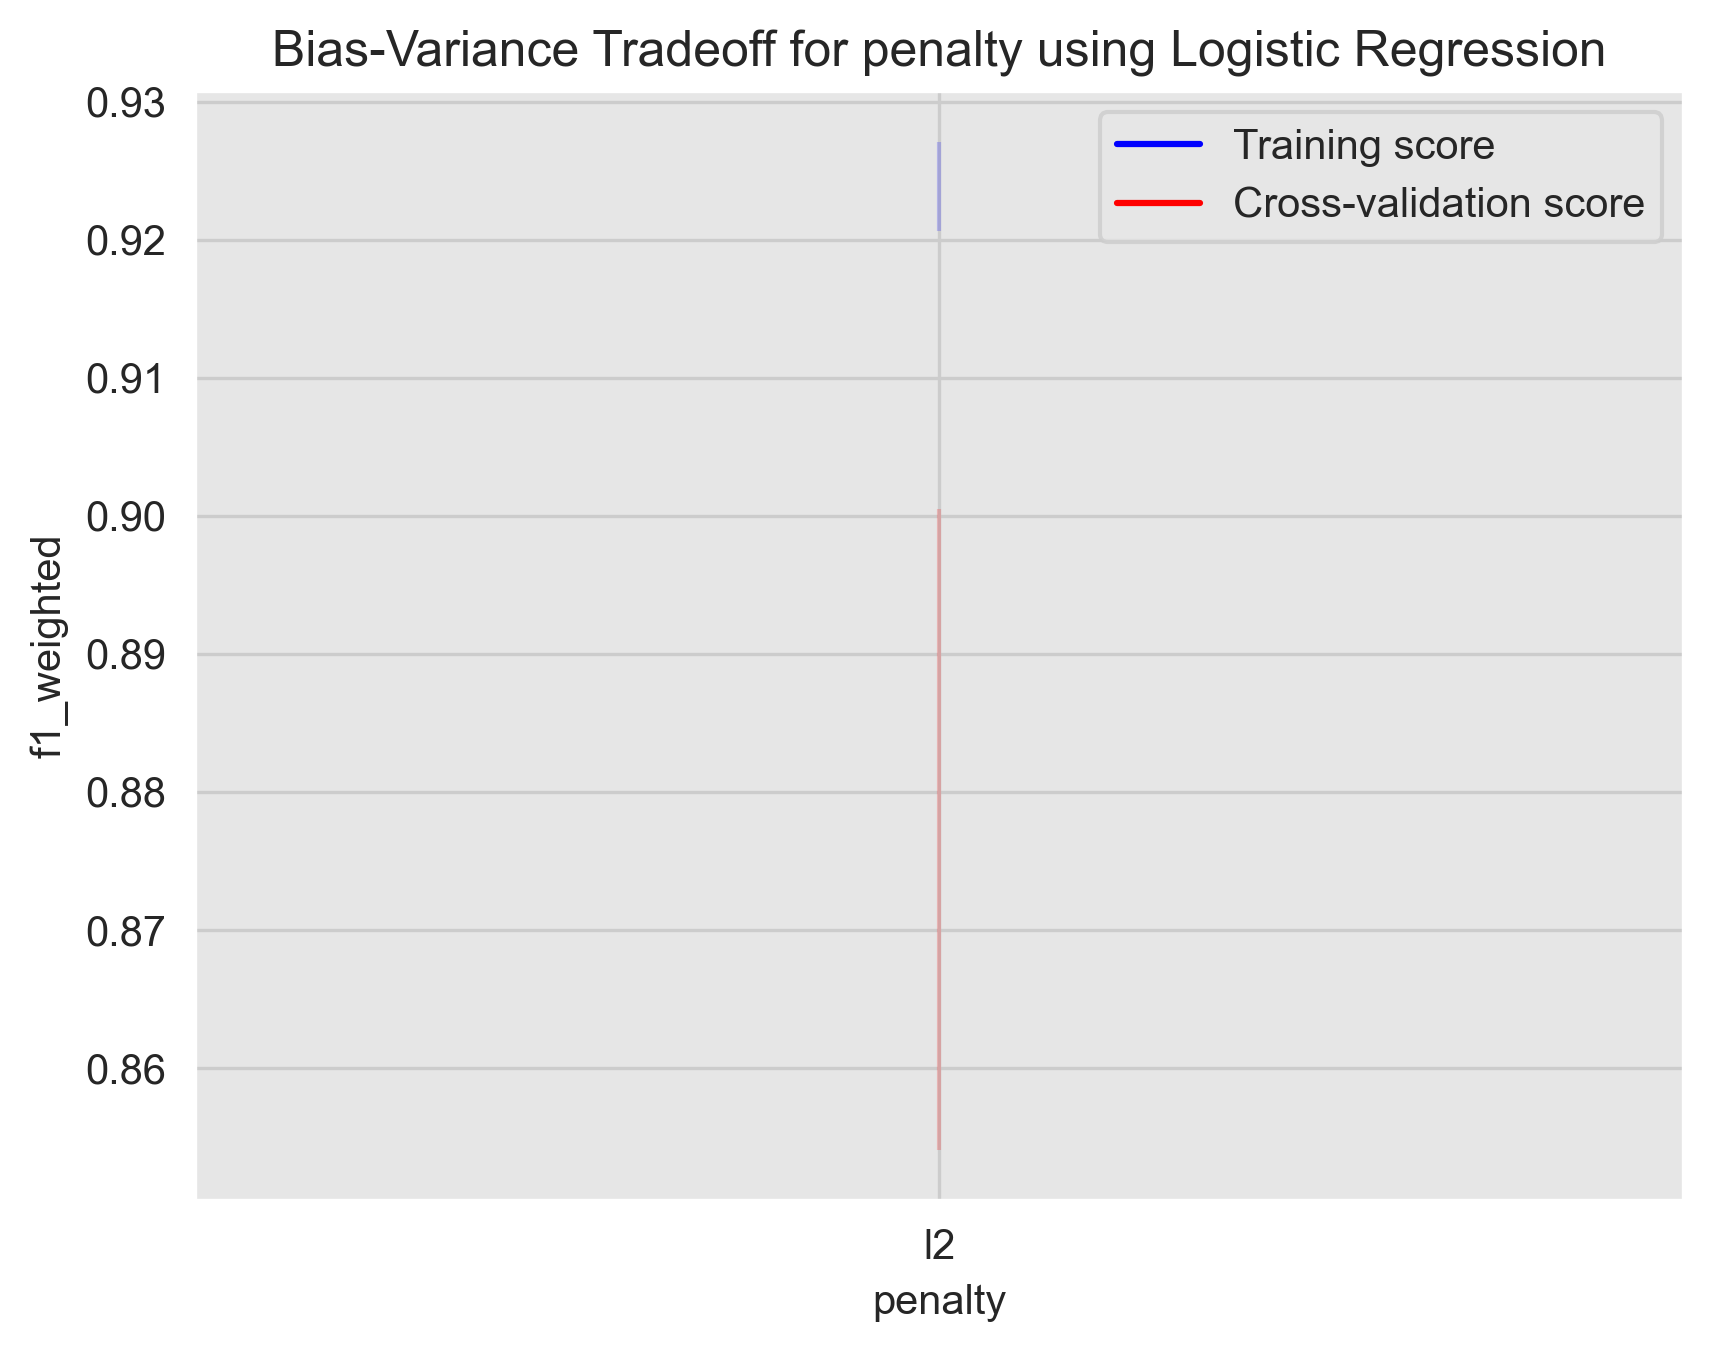 Bias-Variance Tradeoff for penalty using Logistic Regression
0.93
0.92
0.91
0.90
0.89
0.88
0.87
0.86
f1_weighted
Training score
Cross-validation score
l2
penalty